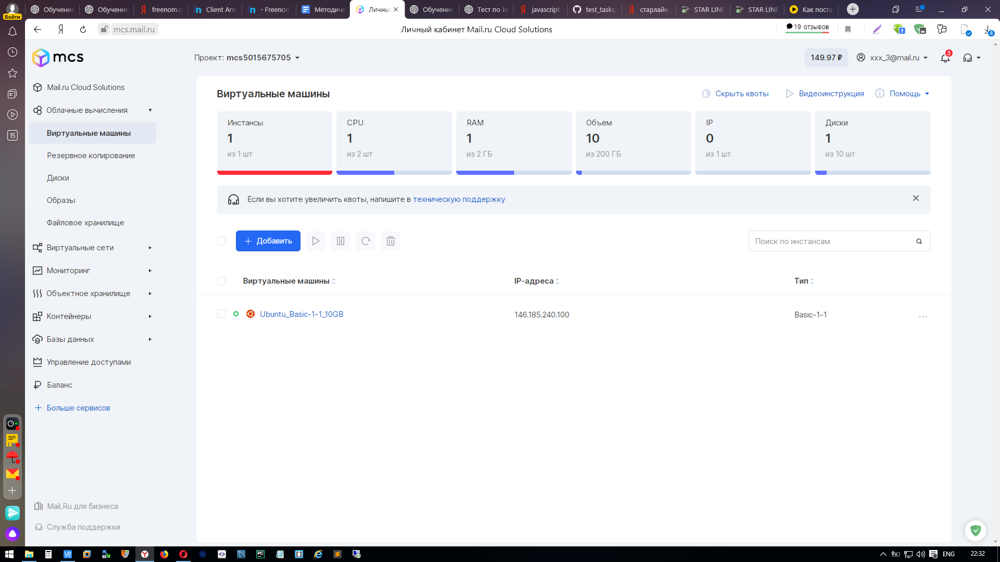 Обучение
Обучение
freenom.c
Client Are
- Freenom
Методич
Личны
Обучение
Тест по Ja
javascript
test_tasks/
старлайн
STAR LINE
STAR LINE
Как поста
Войти
mcs.mail.ru
Личный кабинет Mail.ru Cloud Solutions
19 отзывов
8
15
mcs
Проект: mcs5015675705
149.97 ₽
xxx_3@mail.ru
3
Mail.ru Cloud Solutions
Облачные вычисления
Виртуальные машины
Резервное копирование
Диски
Образы
Файловое хранилище
Виртуальные сети
Мониторинг
Объектное хранилище
Контейнеры
Базы данных
Управление доступами
Баланс
Больше сервисов
Mail.Ru для бизнеса
Служба поддержки
Виртуальные машины
Скрыть квоты
Видеоинструкция
Помощь
Инстансы
1
из 1 шт
CPU
1
из 2 шт
RAM
1
из 2 ГБ
Объем
10
из 200 ГБ
IP
0
из 1 шт
Диски
1
из 10 шт
Если вы хотите увеличить квоты, напишите в техническую поддержку
Добавить
Поиск по инстансам
Виртуальные машины
IP-адреса
Тип
Ubuntu_Basic-1-1_10GB
146.185.240.100
Basic-1-1
ENG
22:32